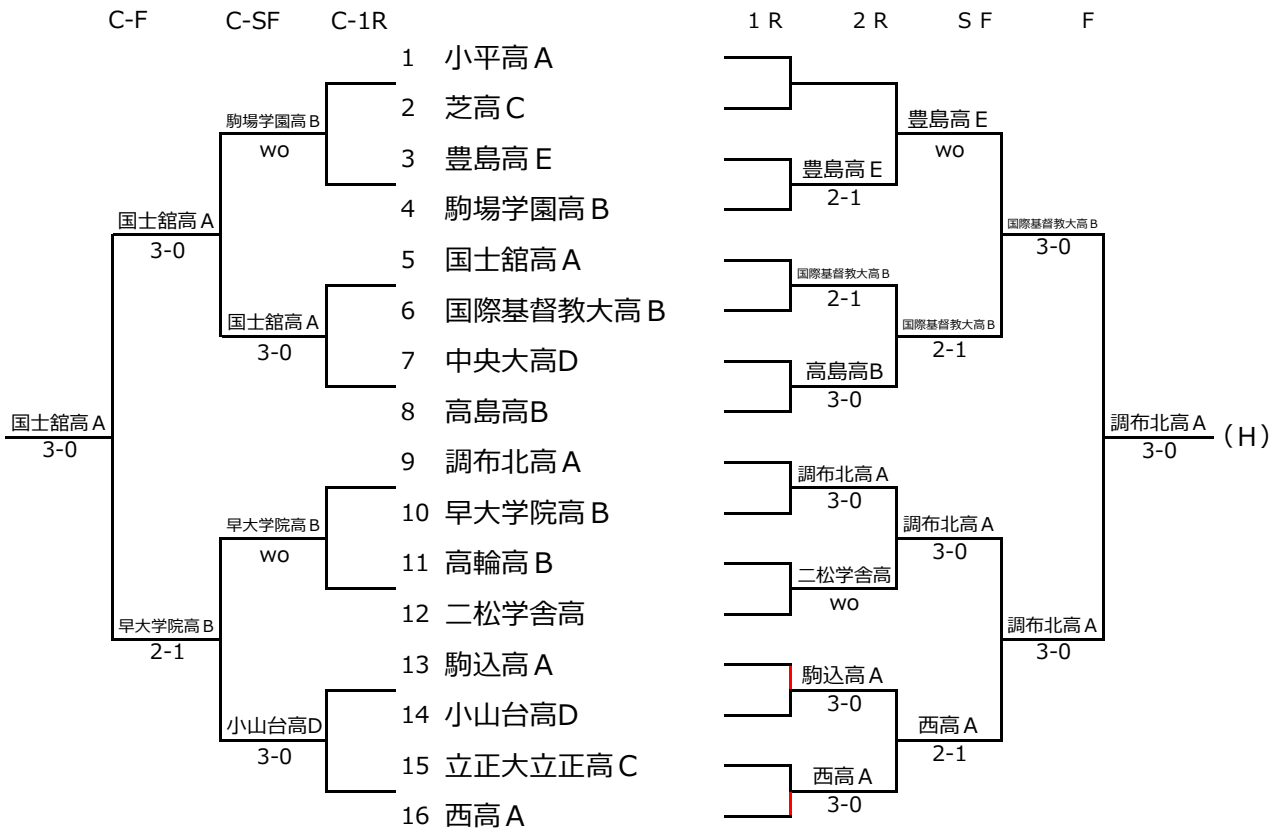 C-F C-SF C-1R 1 R 2 R S F F
1 小平高A
2 芝高C
駒場学園高B
wo
豊島高E
wo
3 豊島高E
豊島高E
2-1
4 駒場学園高B
国士舘高A
3-0
国際基督教大高B
3-0
5 国士舘高A
国際基督教大高B
2-1
6 国際基督教大高B
国士舘高A
3-0
国際基督教大高B
2-1
7 中央大高D
高島高B
3-0
8 高島高B
国士舘高A
3-0
調布北高A
3-0
(H)
9 調布北高A
調布北高A
3-0
10 早大学院高B
早大学院高B
wo
調布北高A
3-0
11 高輪高B
二松学舎高
wo
12 二松学舎高
早大学院高B
2-1
調布北高A
3-0
13 駒込高A
駒込高A
3-0
14 小山台高D
小山台高D
3-0
西高A
2-1
15 立正大立正高C
西高A
3-0
16 西高A